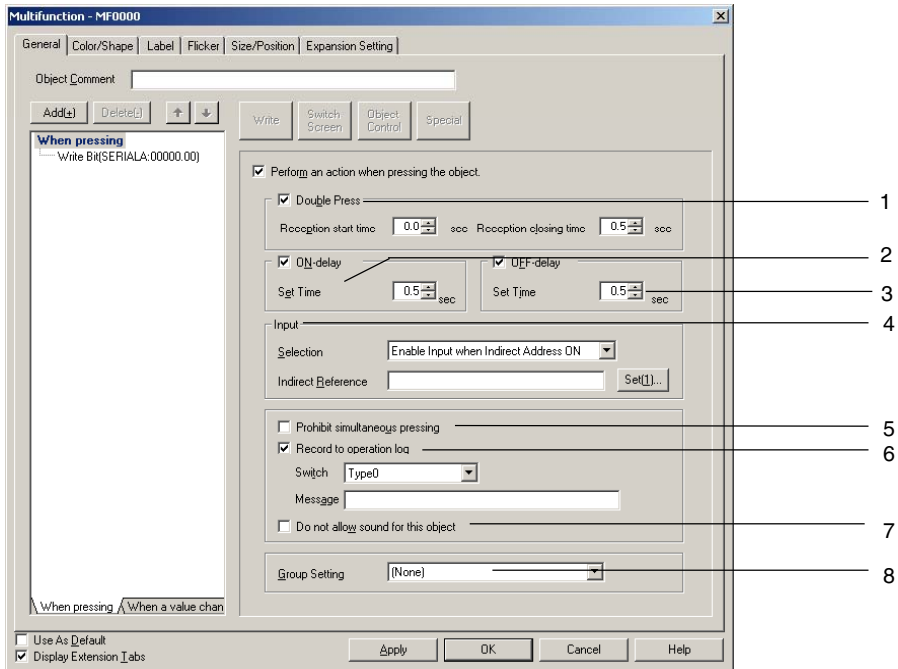 Multifunction - MF0000
General Color/Shape Label Flicker Size/Position Expansion Setting
Object Comment
Add(+) Delete(-) Write Switch Screen Object Control Special
When pressing
Write Bit(SERIALA:00000.00)
Perform an action when pressing the object.
Double Press 1
Reception start time 0.0 sec Reception closing time 0.5 sec
2
ON-delay OFF-delay
Set Time 0.5 sec Set Time 0.5 sec 3
Input 4
Selection Enable Input when Indirect Address ON
Indirect Reference Set(1)...
Prohibit simultaneous pressing 5
Record to operation log 6
Switch Type0
Message
Do not allow sound for this object 7
Group Setting (None) 8
When pressing When a value chan
Use As Default
Display Extension Tabs
Apply OK Cancel Help